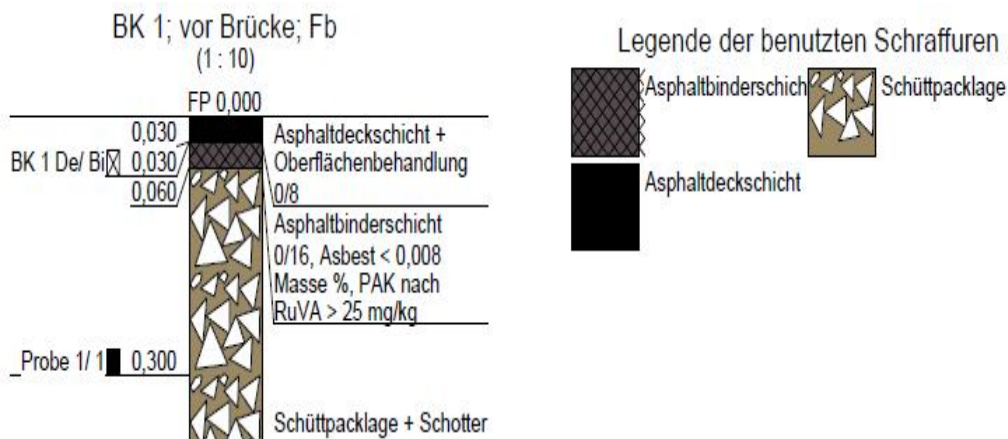 BK 1; vor Brücke; Fb
(1 : 10)
FP 0,000
0,030
BK 1 De/ Bi 0,030
0,060
Asphaltdeckschicht +
Oberflächenbehandlung
0/8
Asphaltbinderschicht
0/16, Asbest < 0,008
Masse %, PAK nach
RuVA > 25 mg/kg
_Probe 1/ 1 0,300
Schüttpacklage + Schotter
Legende der benutzten Schraffuren
Asphaltbinderschich
Schüttpacklage
Asphaltdeckschicht